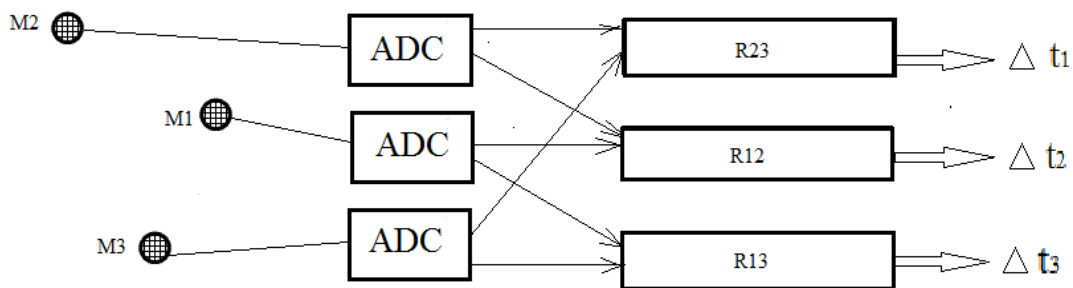 M2
ADC
R23
△ t1
M1
ADC
R12
△ t2
M3
ADC
R13
△ t3